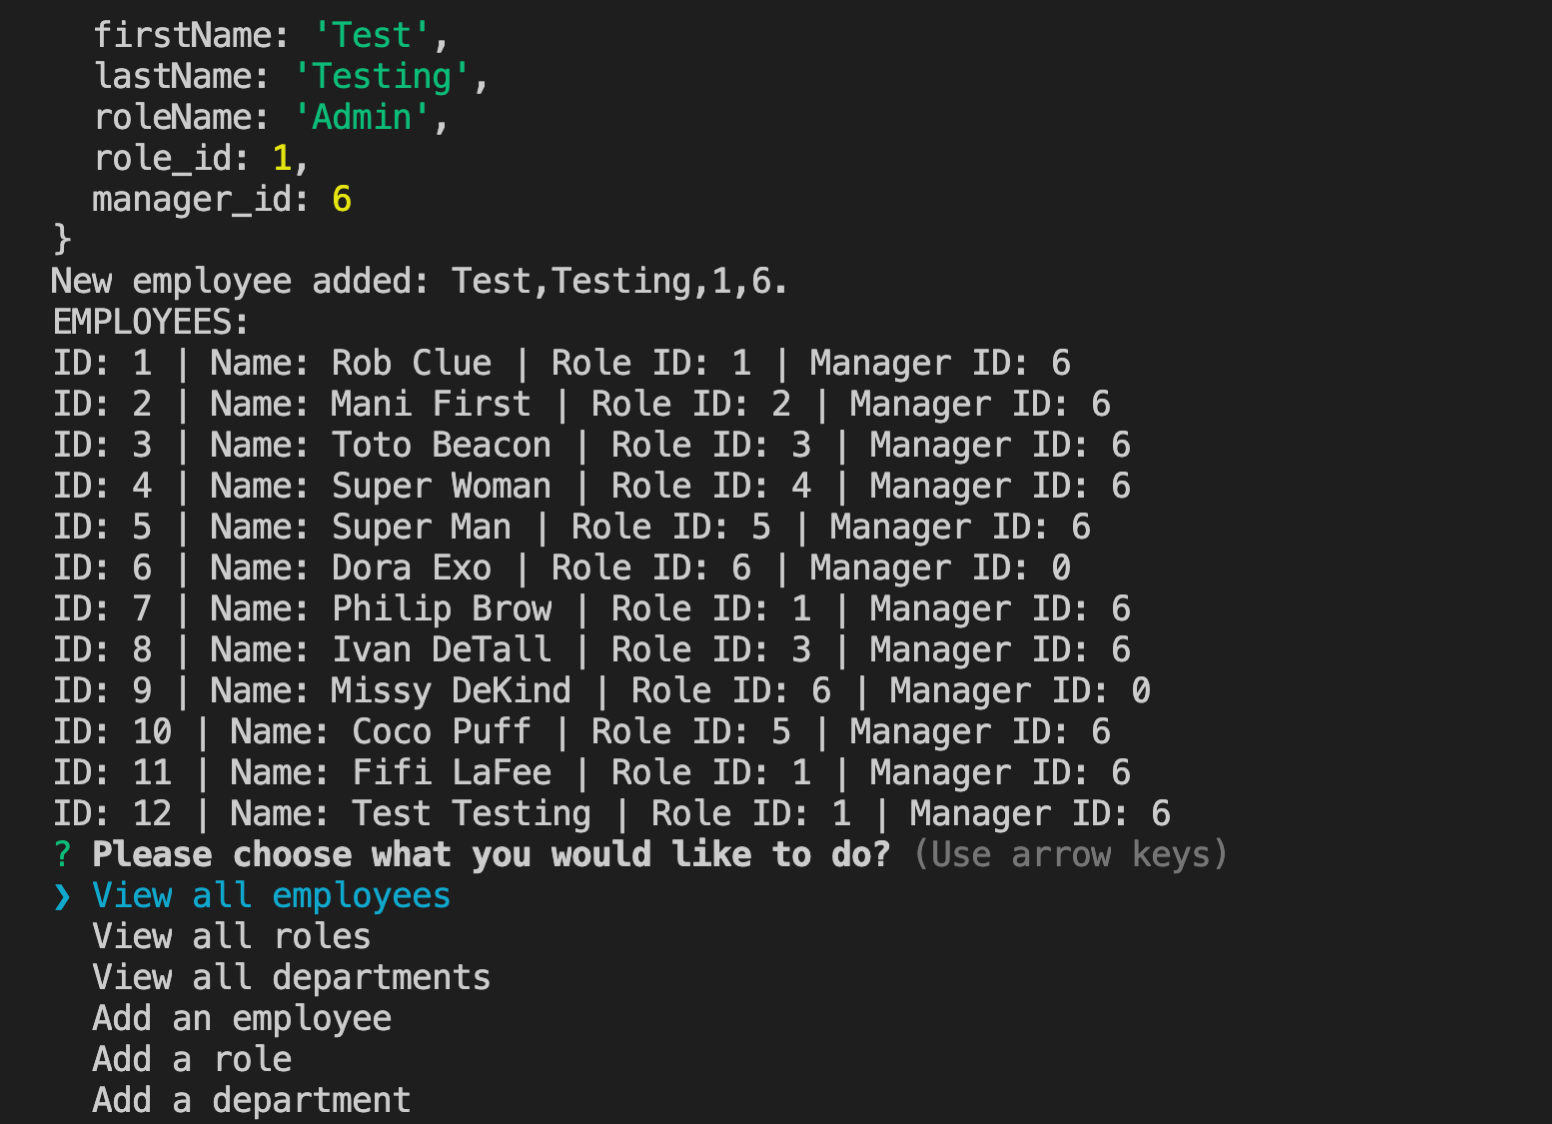 firstName: 'Test',
lastName: 'Testing',
roleName: 'Admin',
role_id: 1,
manager_id: 6
}
New employee added: Test,Testing,1,6.
EMPLOYEES:
ID: 1 | Name: Rob Clue | Role ID: 1 | Manager ID: 6
ID: 2 | Name: Mani First | Role ID: 2 | Manager ID: 6
ID: 3 | Name: Toto Beacon | Role ID: 3 | Manager ID: 6
ID: 4 | Name: Super Woman | Role ID: 4 | Manager ID: 6
ID: 5 | Name: Super Man | Role ID: 5 | Manager ID: 6
ID: 6 | Name: Dora Exo | Role ID: 6 | Manager ID: 0
ID: 7 | Name: Philip Brow | Role ID: 1 | Manager ID: 6
ID: 8 | Name: Ivan DeTall | Role ID: 3 | Manager ID: 6
ID: 9 | Name: Missy DeKind | Role ID: 6 | Manager ID: 0
ID: 10 | Name: Coco Puff | Role ID: 5 | Manager ID: 6
ID: 11 | Name: Fifi LaFee | Role ID: 1 | Manager ID: 6
ID: 12 | Name: Test Testing | Role ID: 1 | Manager ID: 6
? Please choose what you would like to do? (Use arrow keys)
❯ View all employees
View all roles
View all departments
Add an employee
Add a role
Add a department